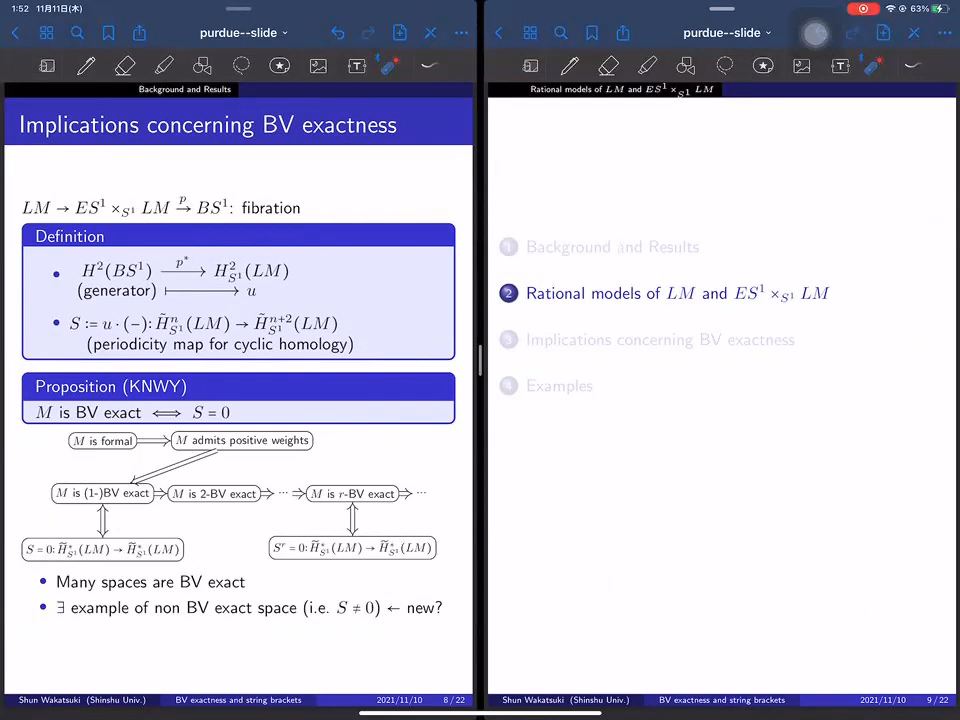 1:52 11月11日(木)
63%
purdue--slide
purdue--slide
Background and Results
Implications concerning BV exactness
LM → ES¹ ×_{S¹} LM →^{p} BS¹: fibration
Definition
• H²(BS¹) →^{p*} H²_{S¹}(LM)
(generator) ⟼ u
• S := u · (−): H̃ⁿ_{S¹}(LM) → H̃ⁿ⁺²_{S¹}(LM)
(periodicity map for cyclic homology)
Proposition (KNWY)
M is BV exact ⟺ S = 0
M is formal ⟹ M admits positive weights
M is (1-)BV exact ⟹ M is 2-BV exact ⟹ ⋯ ⟹ M is r-BV exact ⟹ ⋯
S = 0: H̃*_{S¹}(LM) → H̃*_{S¹}(LM)
Sʳ = 0: H̃*_{S¹}(LM) → H̃*_{S¹}(LM)
• Many spaces are BV exact
• ∃ example of non BV exact space (i.e. S ≠ 0) ← new?
Shun Wakatsuki (Shinshu Univ.) BV exactness and string brackets 2021/11/10 8 / 22
Rational models of LM and ES¹ ×_{S¹} LM
1 Background and Results
2 Rational models of LM and ES¹ ×_{S¹} LM
3 Implications concerning BV exactness
4 Examples
Shun Wakatsuki (Shinshu Univ.) BV exactness and string brackets 2021/11/10 9 / 22